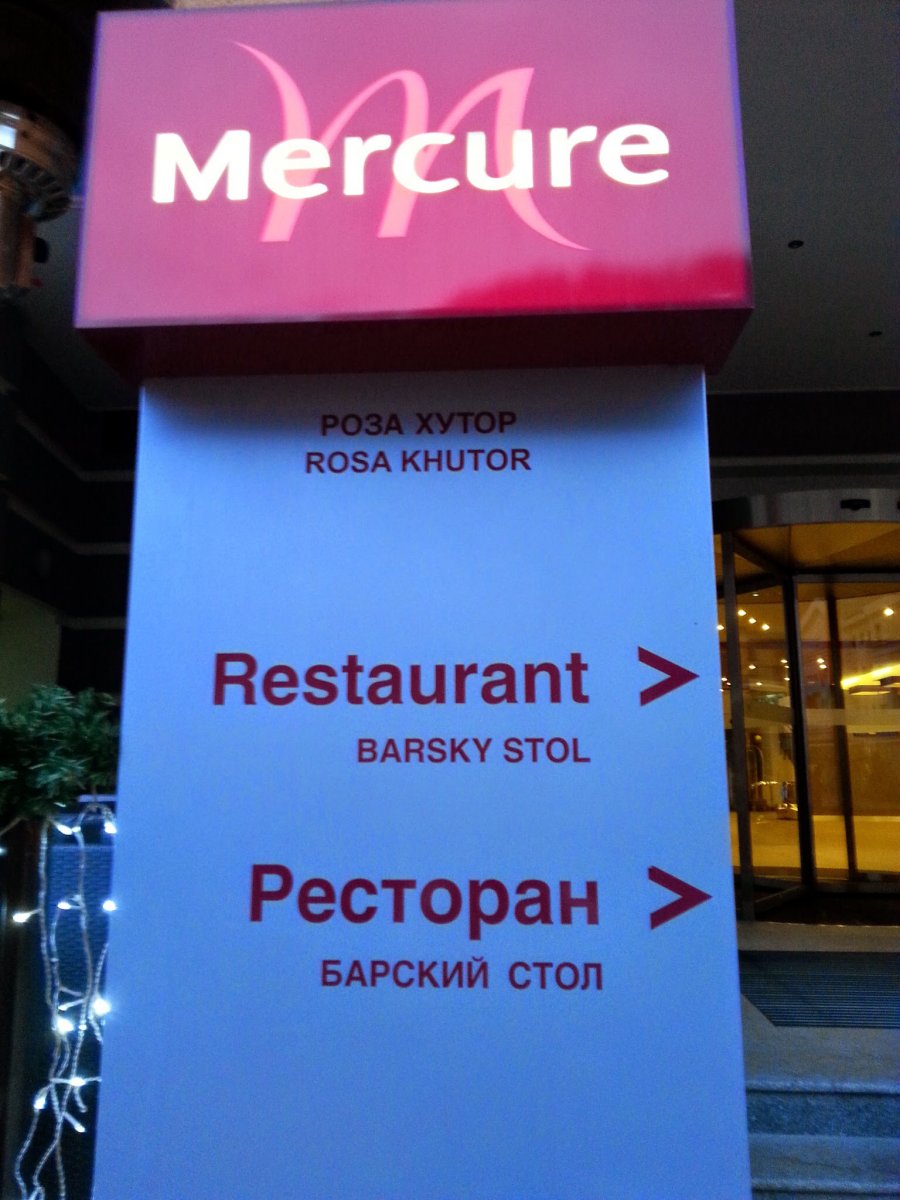 Mercure
РОЗА ХУТОР
ROSA KHUTOR
Restaurant >
BARSKY STOL
Ресторан >
БАРСКИЙ СТОЛ